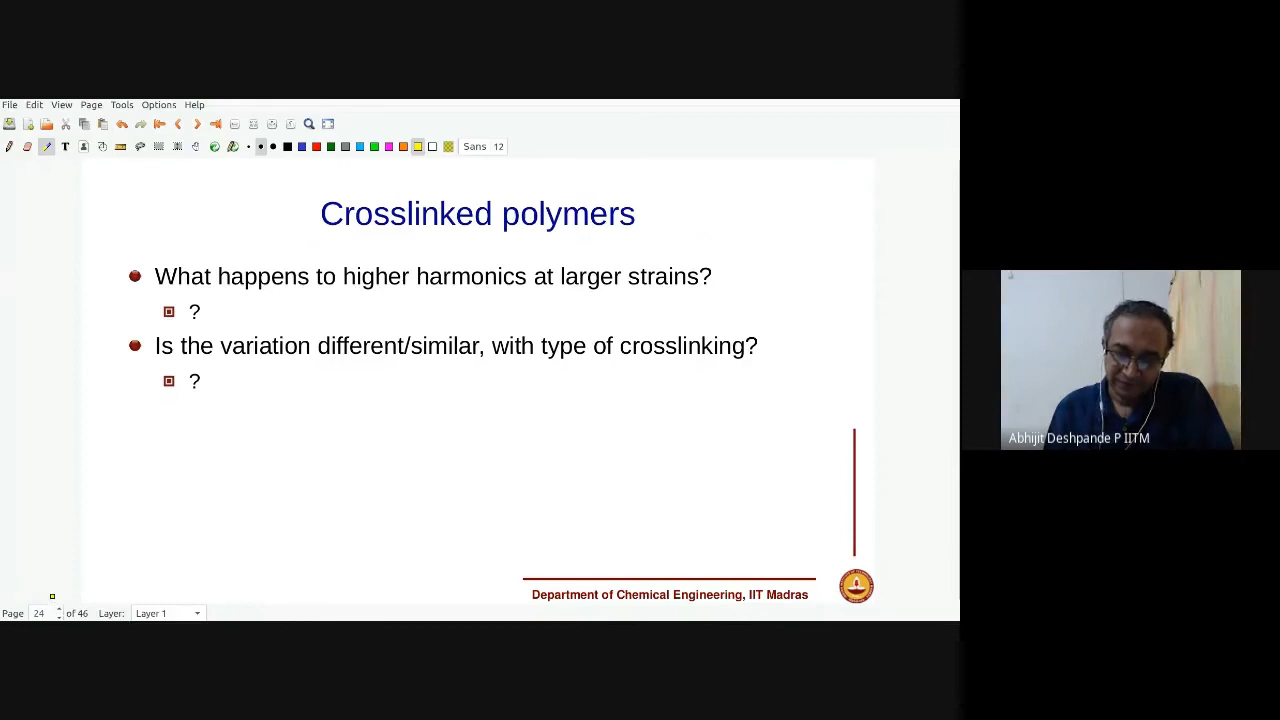 File Edit View Page Tools Options Help
T Sans 12
Crosslinked polymers
What happens to higher harmonics at larger strains?
?
Is the variation different/similar, with type of crosslinking?
?
Abhijit Deshpande P IITM
Department of Chemical Engineering, IIT Madras
Page 24 of 46 Layer: Layer 1